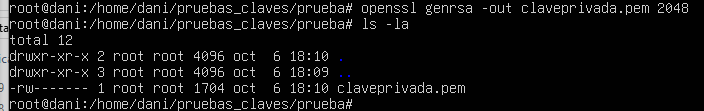 root@dani:/home/dani/pruebas_claves/prueba# openssl genrsa -out claveprivada.pem 2048
root@dani:/home/dani/pruebas_claves/prueba# ls -la
total 12
drwxr-xr-x 2 root root 4096 oct  6 18:10 .
drwxr-xr-x 3 root root 4096 oct  6 18:09 ..
-rw------- 1 root root 1704 oct  6 18:10 claveprivada.pem
root@dani:/home/dani/pruebas_claves/prueba#